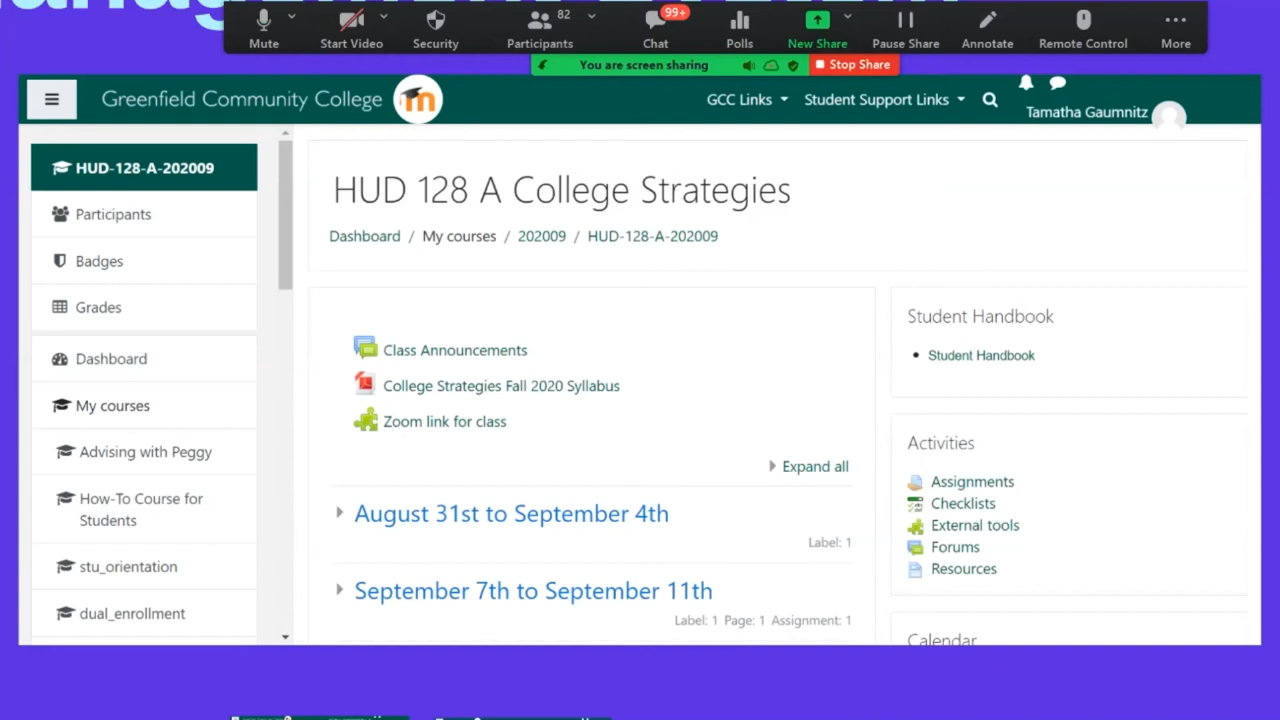 Mute
Start Video
Security
82
Participants
99+
Chat
Polls
New Share
Pause Share
Annotate
Remote Control
More
You are screen sharing
Stop Share
Greenfield Community College
m
GCC Links
Student Support Links
Tamatha Gaumnitz
HUD-128-A-202009
Participants
Badges
Grades
Dashboard
My courses
Advising with Peggy
How-To Course for
Students
stu_orientation
dual_enrollment
HUD 128 A College Strategies
Dashboard / My courses / 202009 / HUD-128-A-202009
Class Announcements
College Strategies Fall 2020 Syllabus
Zoom link for class
Expand all
August 31st to September 4th
Label: 1
September 7th to September 11th
Label: 1 Page: 1 Assignment: 1
Student Handbook
Student Handbook
Activities
Assignments
Checklists
External tools
Forums
Resources
Calendar